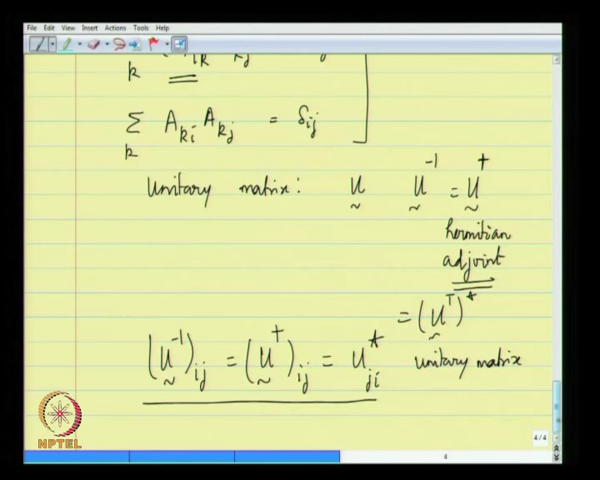 File Edit View Insert Actions Tools Help
k
∑ A_ki A_kj = δ_ij
k
Unitary matrix: U U^-1 = U^†
~ ~ ~
hermitian
adjoint
= (U^T)^*
~
(U^-1)_ij = (U^†)_ij = U^*_ji unitary matrix
~ ~
NPTEL
4/4
4